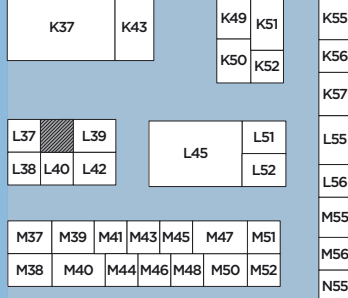 K37 K43 K49 K51 K55
K50 K52 K56
K57
L37 L39 L45 L51 L55
L38 L40 L42 L52 L56
M37 M39 M41 M43 M45 M47 M51 M55
M38 M40 M44 M46 M48 M50 M52 M56
N55